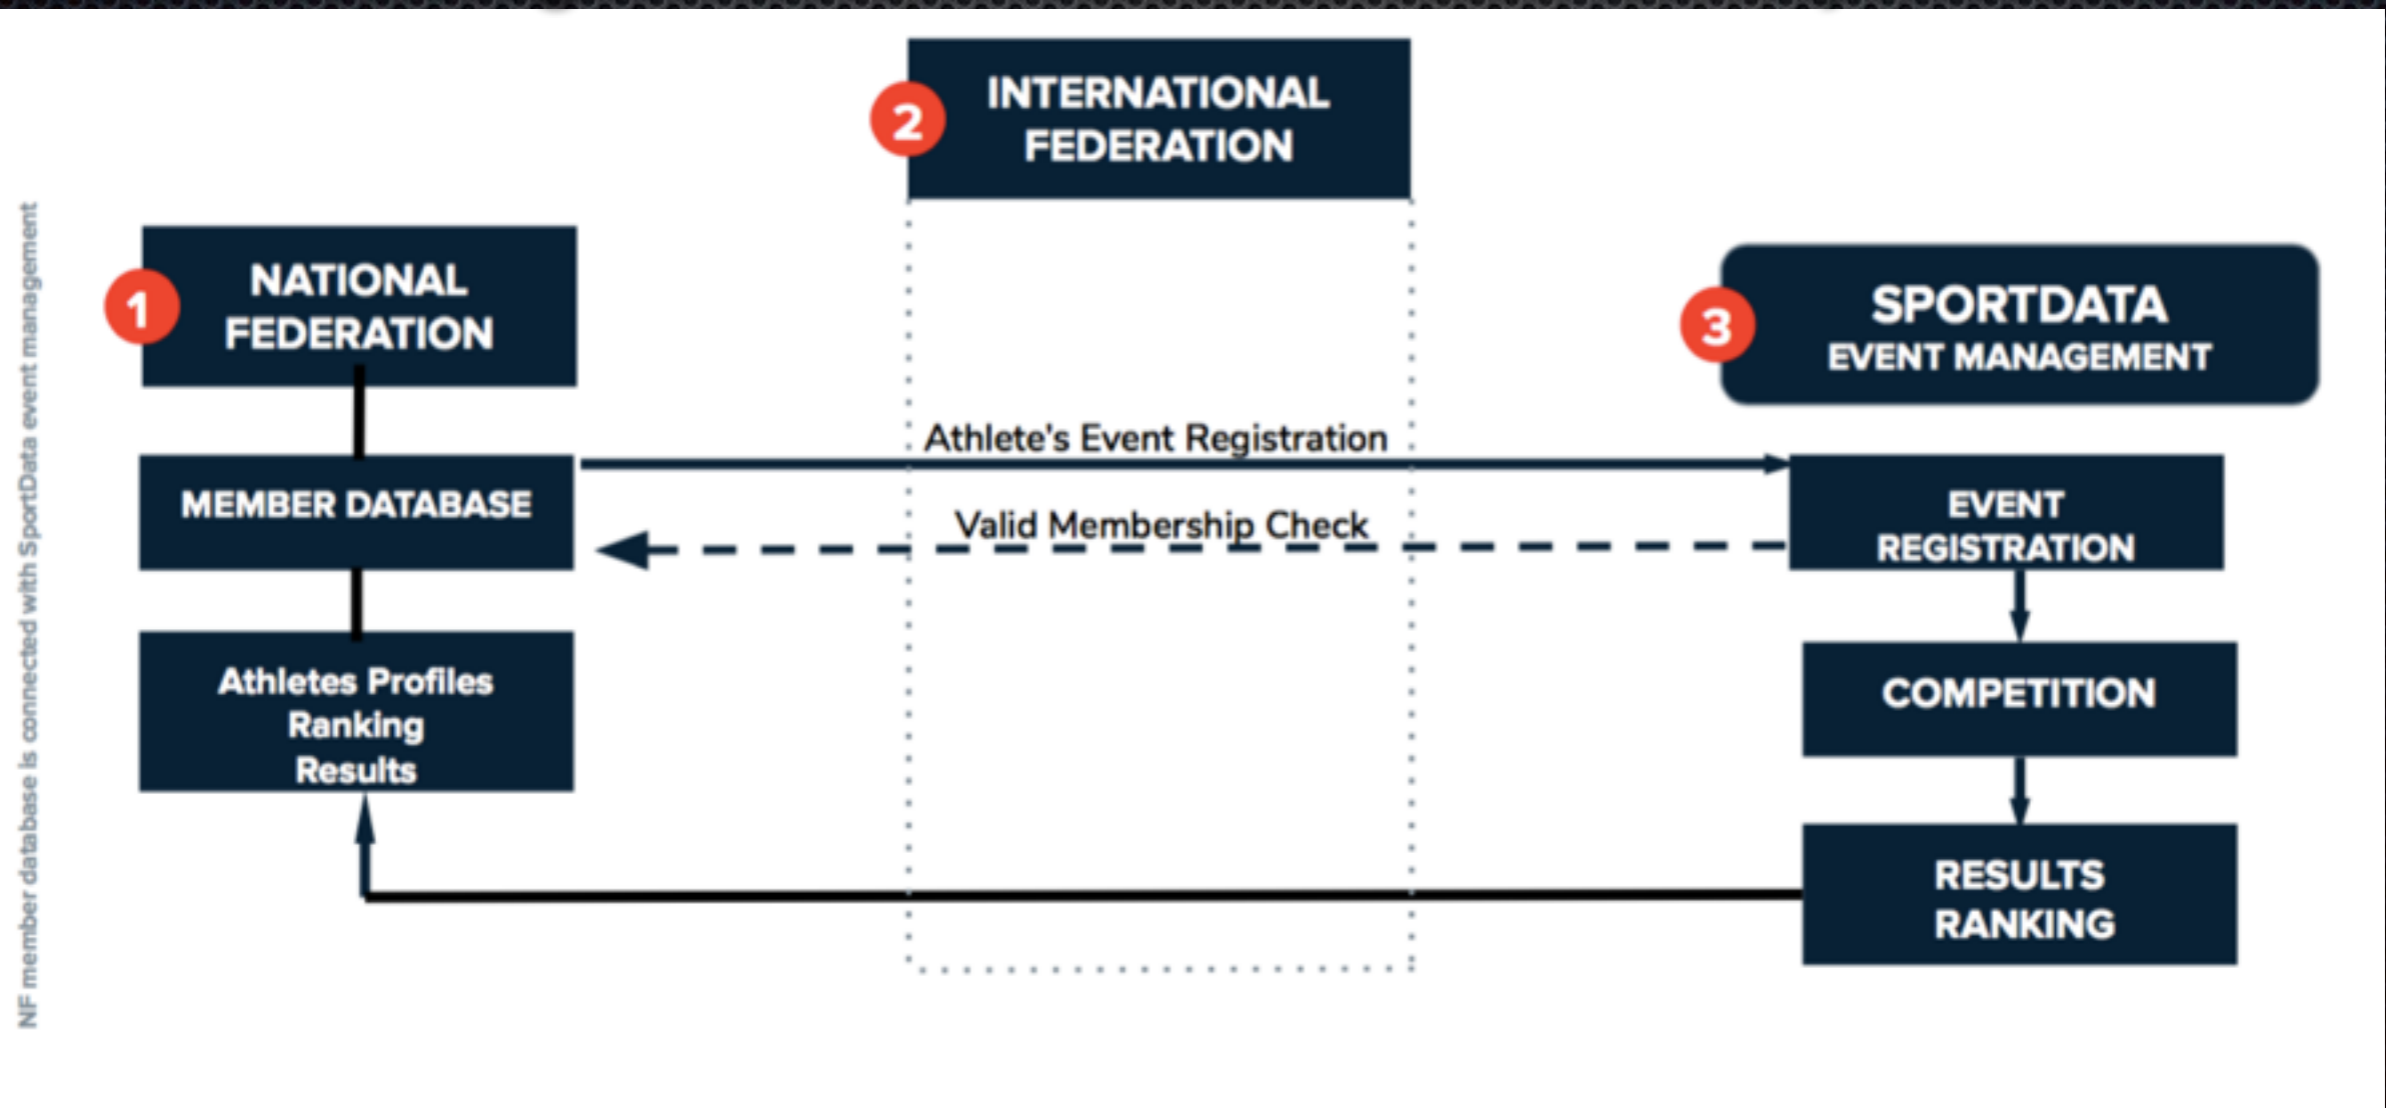 NF member database is connected with SportData event management
1
NATIONAL
FEDERATION
MEMBER DATABASE
Athletes Profiles
Ranking
Results
2
INTERNATIONAL
FEDERATION
Athlete's Event Registration
Valid Membership Check
3
SPORTDATA
EVENT MANAGEMENT
EVENT
REGISTRATION
COMPETITION
RESULTS
RANKING